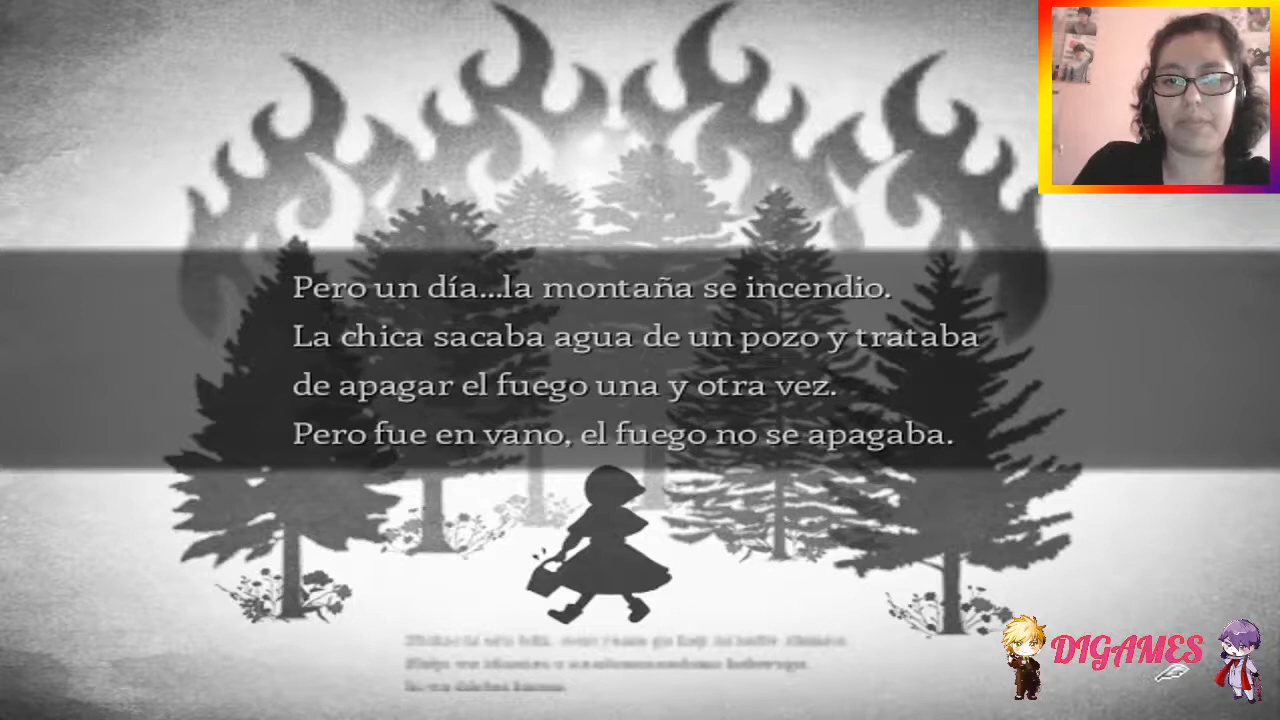 Pero un día...la montaña se incendio.
La chica sacaba agua de un pozo y trataba
de apagar el fuego una y otra vez.
Pero fue en vano, el fuego no se apagaba.
DIGAMES